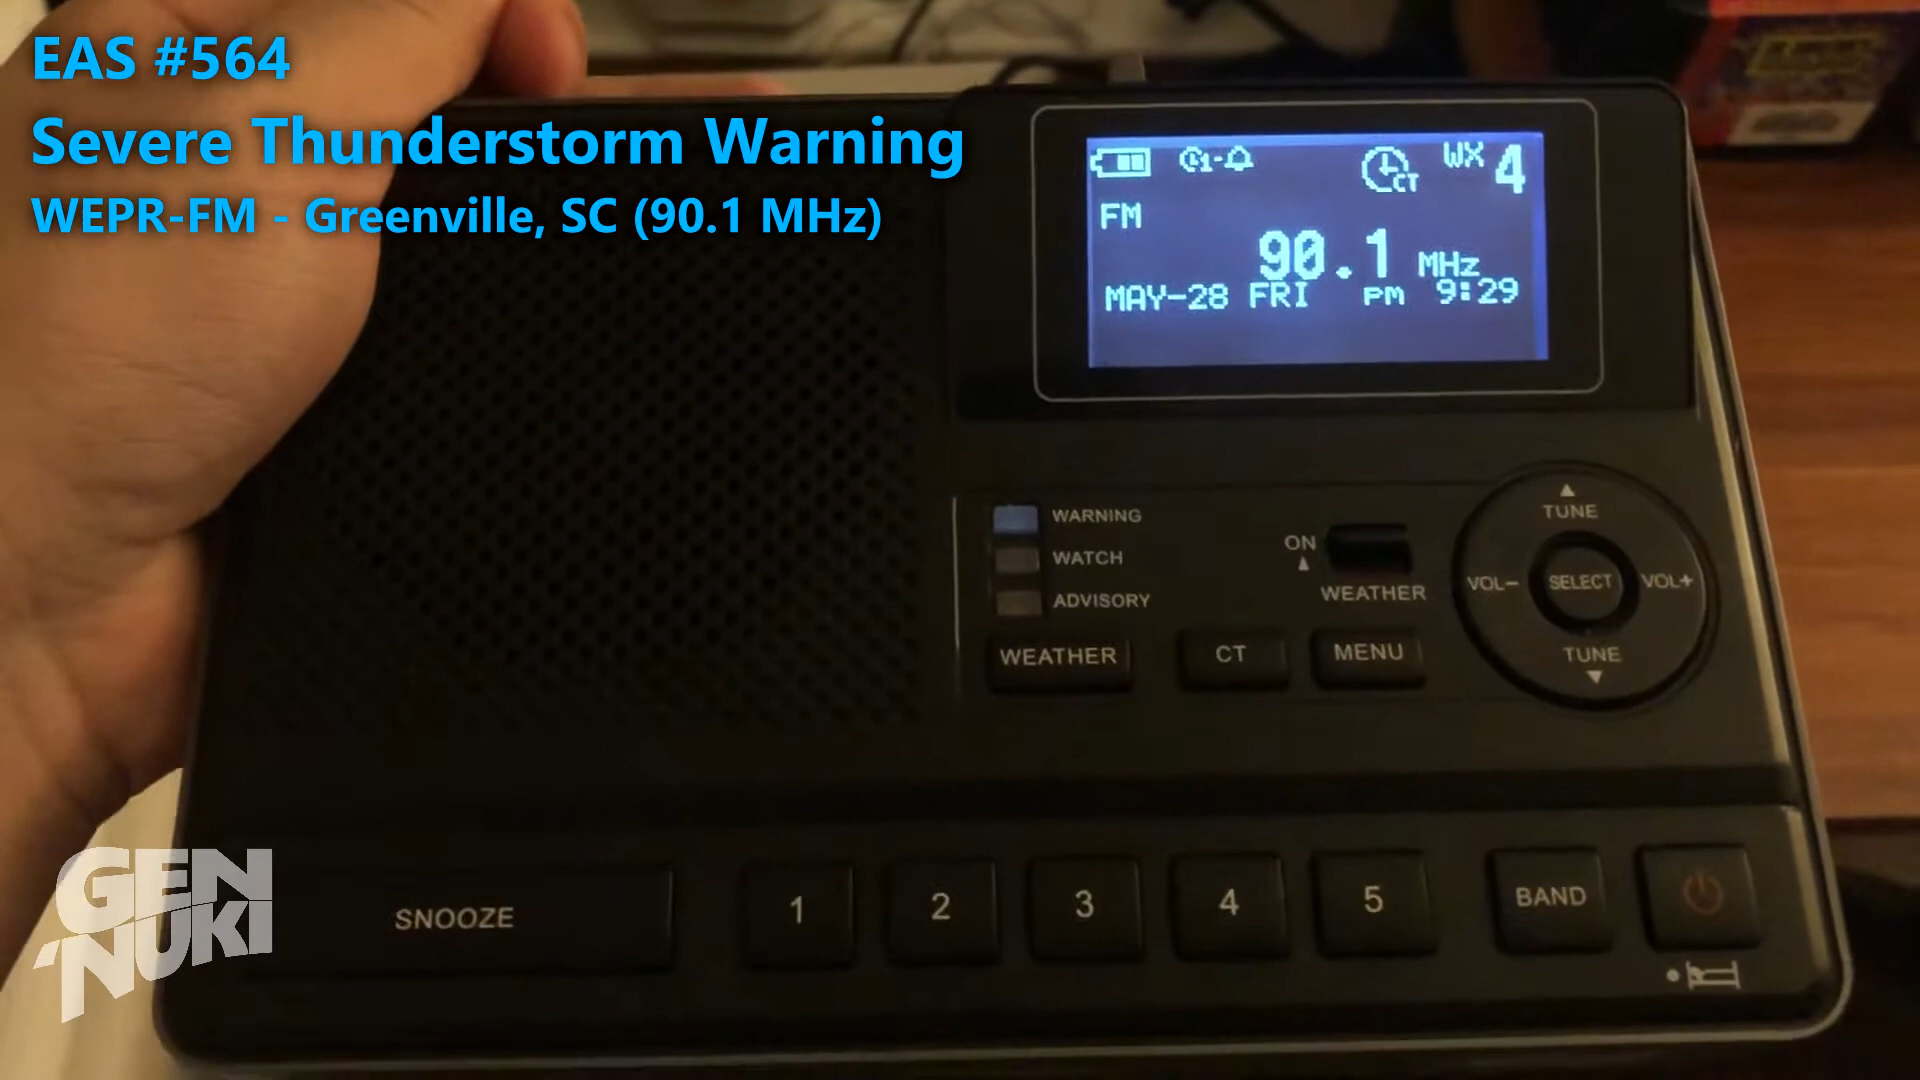 EAS #564
Severe Thunderstorm Warning
WEPR-FM - Greenville, SC (90.1 MHz)
CT
WX 4
FM
90.1 MHz
MAY-28 FRI PM 9:29
WARNING
WATCH
ADVISORY
ON
WEATHER
TUNE
VOL-
SELECT
VOL+
TUNE
WEATHER
CT
MENU
SNOOZE
1
2
3
4
5
BAND
GEN
'NUKI